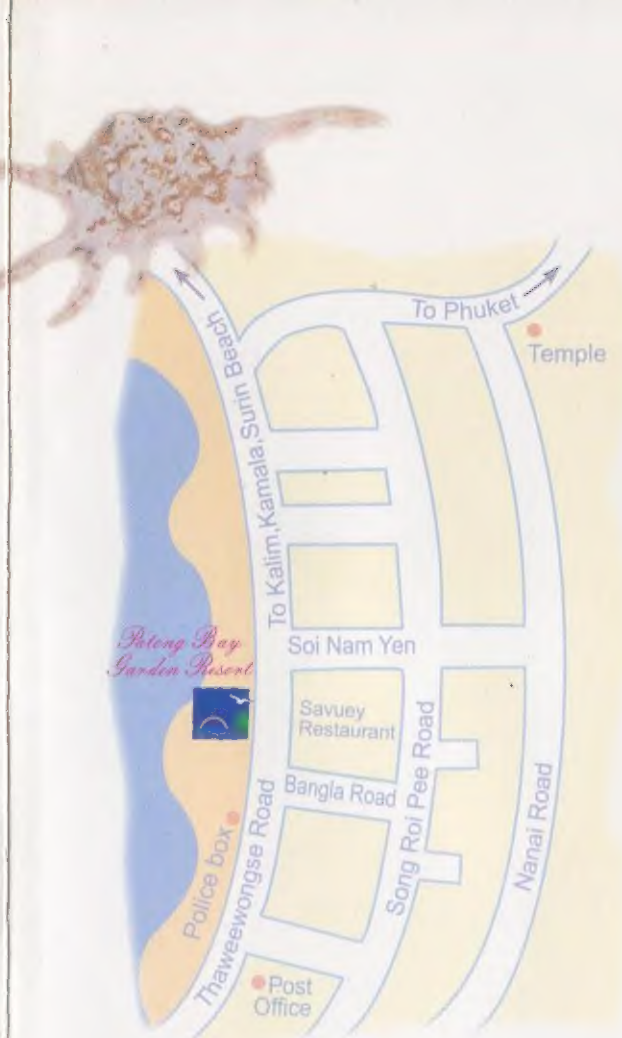 To Phuket
Temple
To Kalim,Kamala,Surin Beach
Patong Bay
Garden Resort
Soi Nam Yen
Savuey
Restaurant
Bangla Road
Song Roi Pee Road
Nanai Road
Police box
Thaweewongse Road
Post
Office